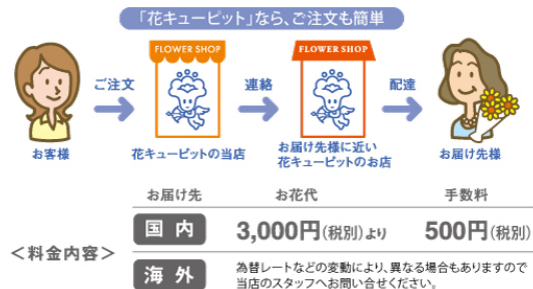 「花キューピット」なら、ご注文も簡単
FLOWER SHOP
FLOWER SHOP
ご注文
連絡
配達
お客様
花キューピットの当店
お届け先様に近い
花キューピットのお店
お届け先様
お届け先
お花代
手数料
＜料金内容＞
国内
3,000円(税別)より
500円(税別)
海外
為替レートなどの変動により、異なる場合もありますので
当店のスタッフへお問い合せください。